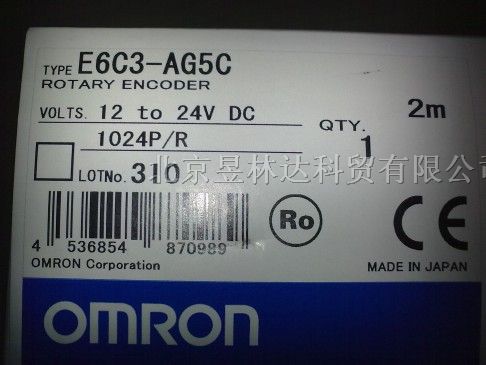 TYPE E6C3-AG5C
ROTARY ENCODER
VOLTS. 12 to 24V DC 2m
1024P/R QTY. 1
LOTNo. 310
北京昱林达科贸有限公司
4 536854 870989
Ro CE
OMRON Corporation MADE IN JAPAN
OMRON